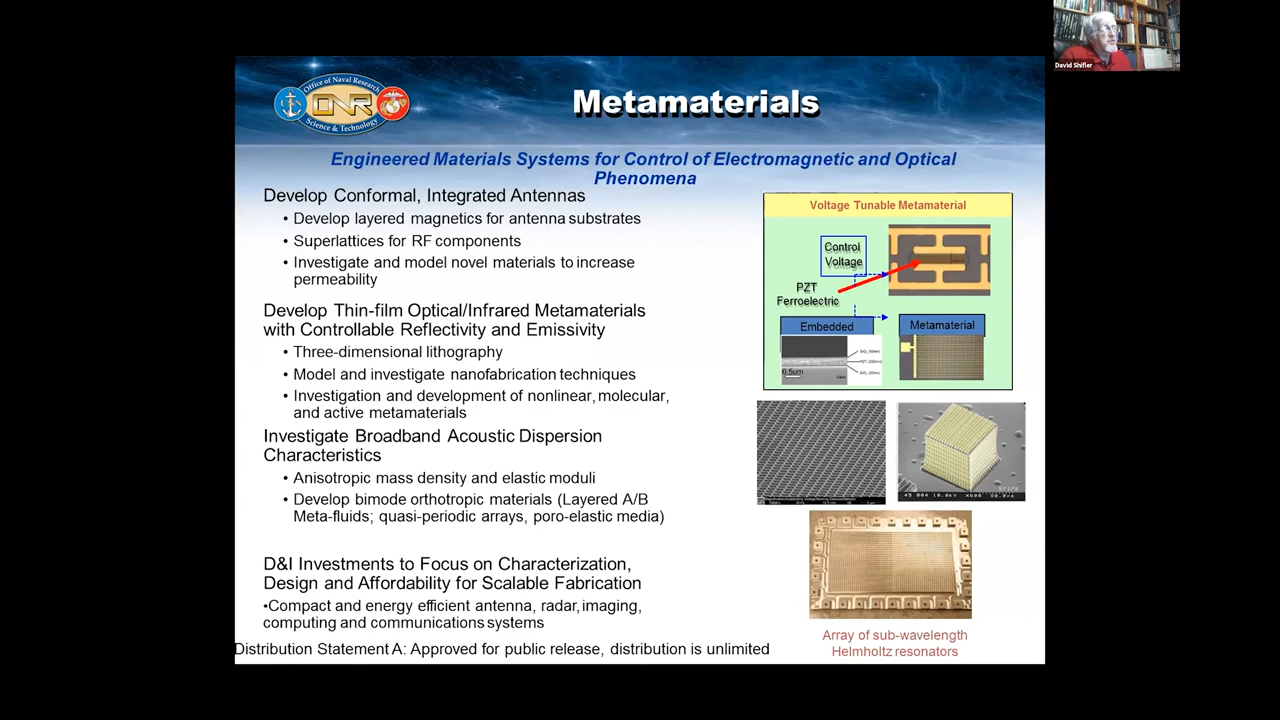 David Shifler
Office of Naval Research
ONR
Science & Technology
Metamaterials
Engineered Materials Systems for Control of Electromagnetic and Optical
Phenomena
Develop Conformal, Integrated Antennas
• Develop layered magnetics for antenna substrates
• Superlattices for RF components
• Investigate and model novel materials to increase
permeability
Develop Thin-film Optical/Infrared Metamaterials
with Controllable Reflectivity and Emissivity
• Three-dimensional lithography
• Model and investigate nanofabrication techniques
• Investigation and development of nonlinear, molecular,
and active metamaterials
Investigate Broadband Acoustic Dispersion
Characteristics
• Anisotropic mass density and elastic moduli
• Develop bimode orthotropic materials (Layered A/B
Meta-fluids; quasi-periodic arrays, poro-elastic media)
D&I Investments to Focus on Characterization,
Design and Affordability for Scalable Fabrication
•Compact and energy efficient antenna, radar, imaging,
computing and communications systems
Distribution Statement A: Approved for public release, distribution is unlimited
Voltage Tunable Metamaterial
Control
Voltage
PZT
Ferroelectric
Embedded
Metamaterial
0.5um
Array of sub-wavelength
Helmholtz resonators